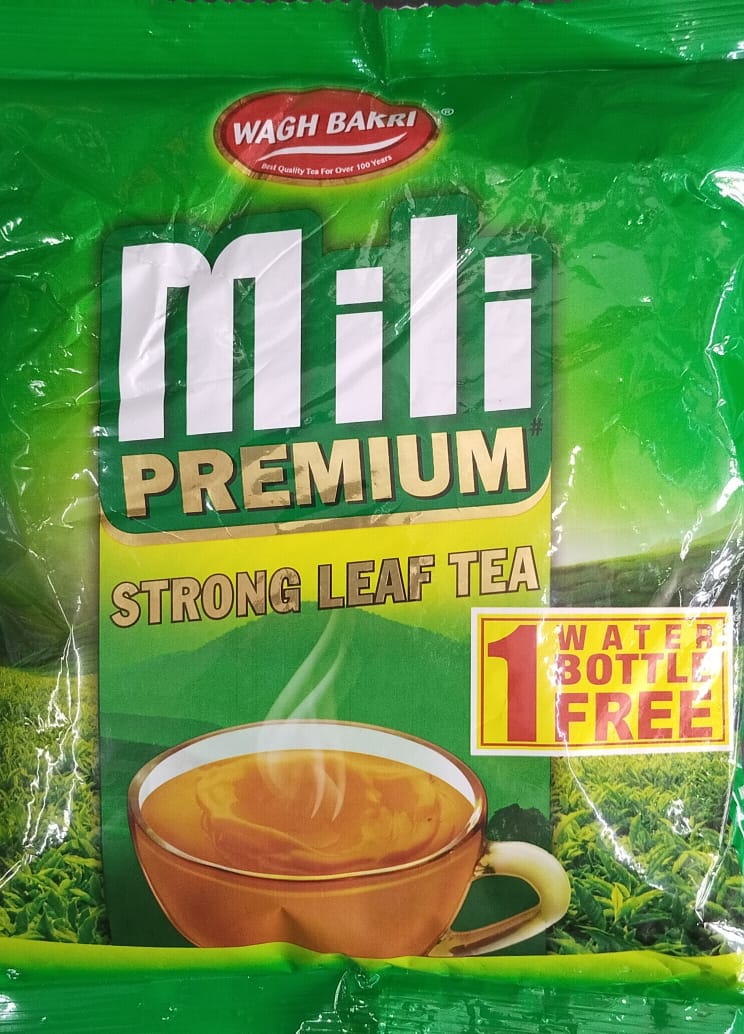 WAGH BAKRI ®
Best Quality Tea For Over 100 Years
Mili
PREMIUM#
STRONG LEAF TEA
1 WATER
BOTTLE
FREE